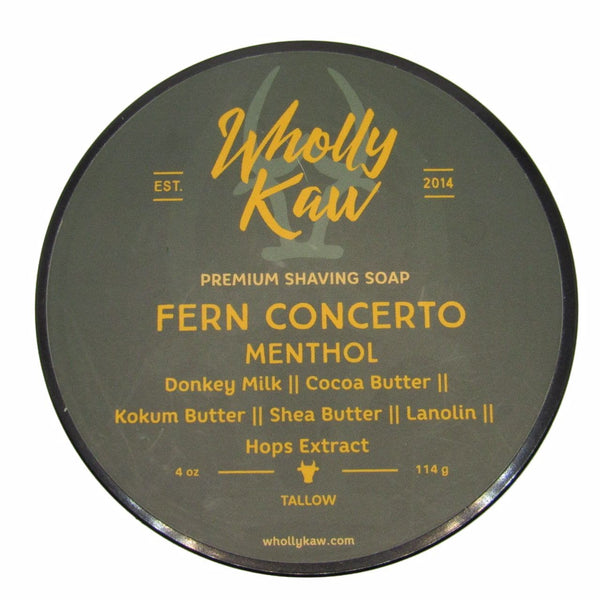 Wholly
Kaw
EST.
2014
PREMIUM SHAVING SOAP
FERN CONCERTO
MENTHOL
Donkey Milk || Cocoa Butter ||
Kokum Butter || Shea Butter || Lanolin ||
Hops Extract
4 oz
114 g
TALLOW
whollykaw.com